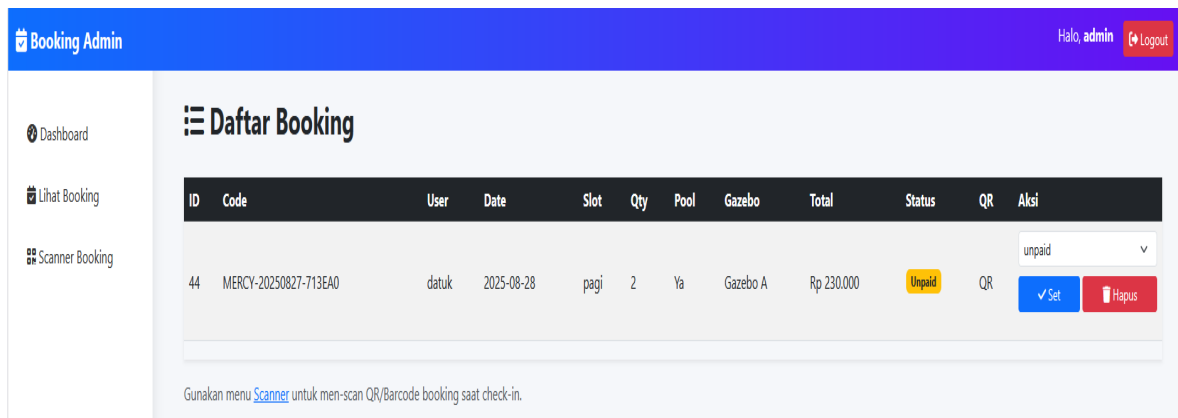 Booking Admin
Halo, admin
Logout
Dashboard
Lihat Booking
Scanner Booking
Daftar Booking
ID Code User Date Slot Qty Pool Gazebo Total Status QR Aksi
44 MERCY-20250827-713EA0 datuk 2025-08-28 pagi 2 Ya Gazebo A Rp 230.000 Unpaid QR unpaid
Set Hapus
Gunakan menu Scanner untuk men-scan QR/Barcode booking saat check-in.